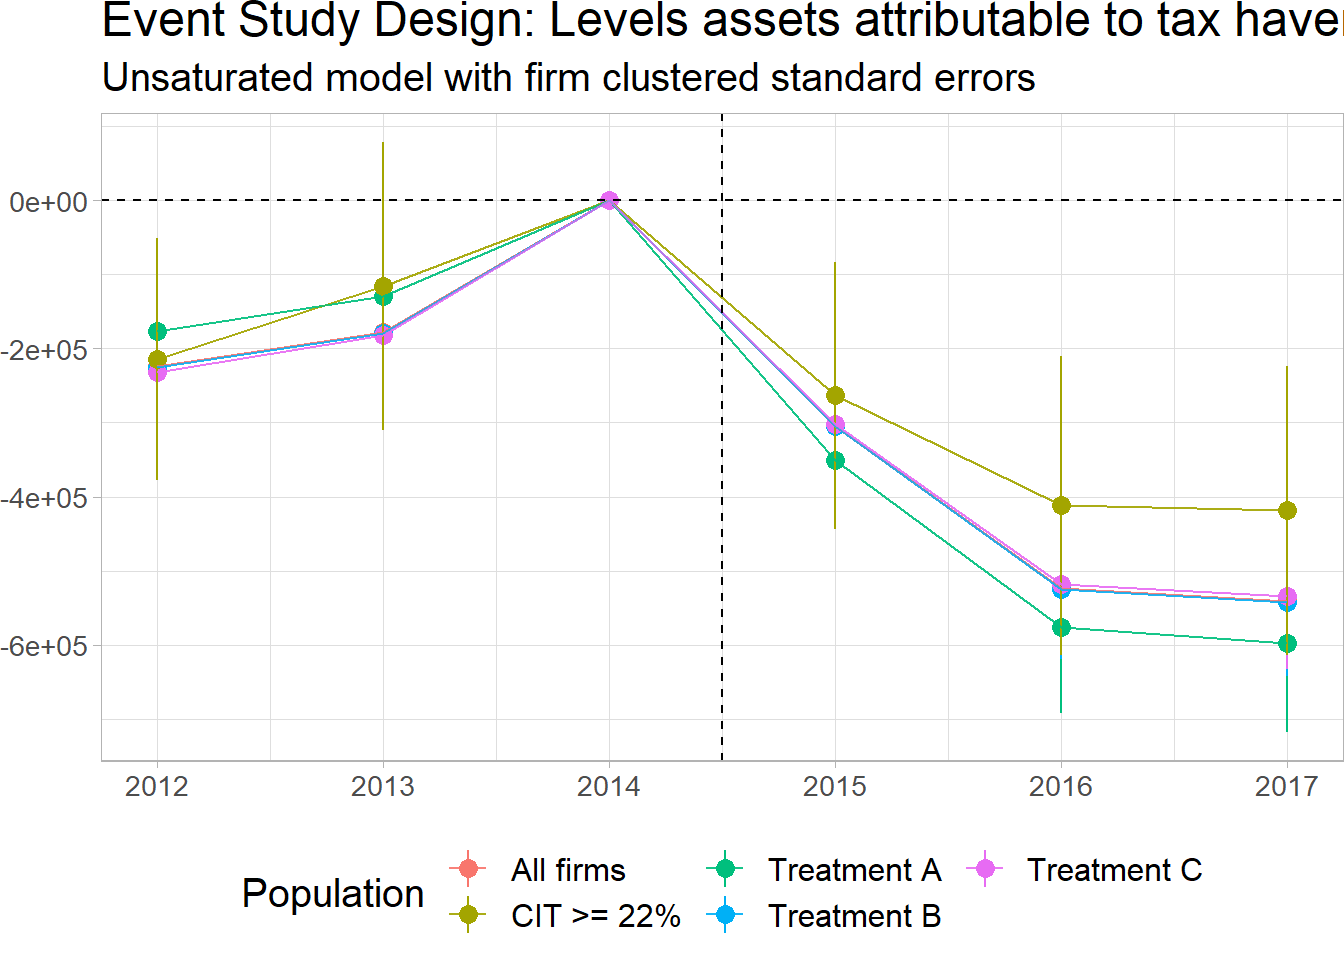 Event Study Design: Levels assets attributable to tax haven
Unsaturated model with firm clustered standard errors
0e+00
-2e+05
-4e+05
-6e+05
2012 2013 2014 2015 2016 2017
Population
All firms Treatment A Treatment C
CIT >= 22% Treatment B